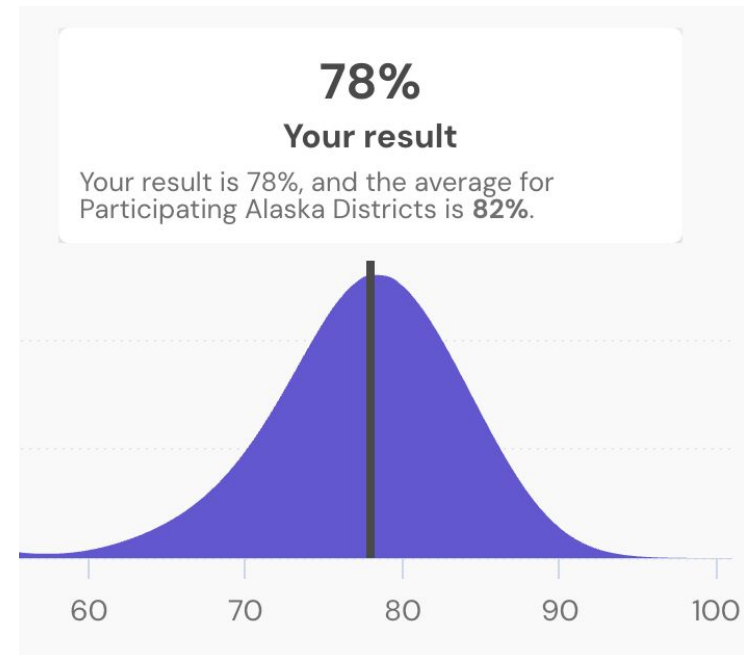 78%
Your result
Your result is 78%, and the average for
Participating Alaska Districts is 82%.
60 70 80 90 100